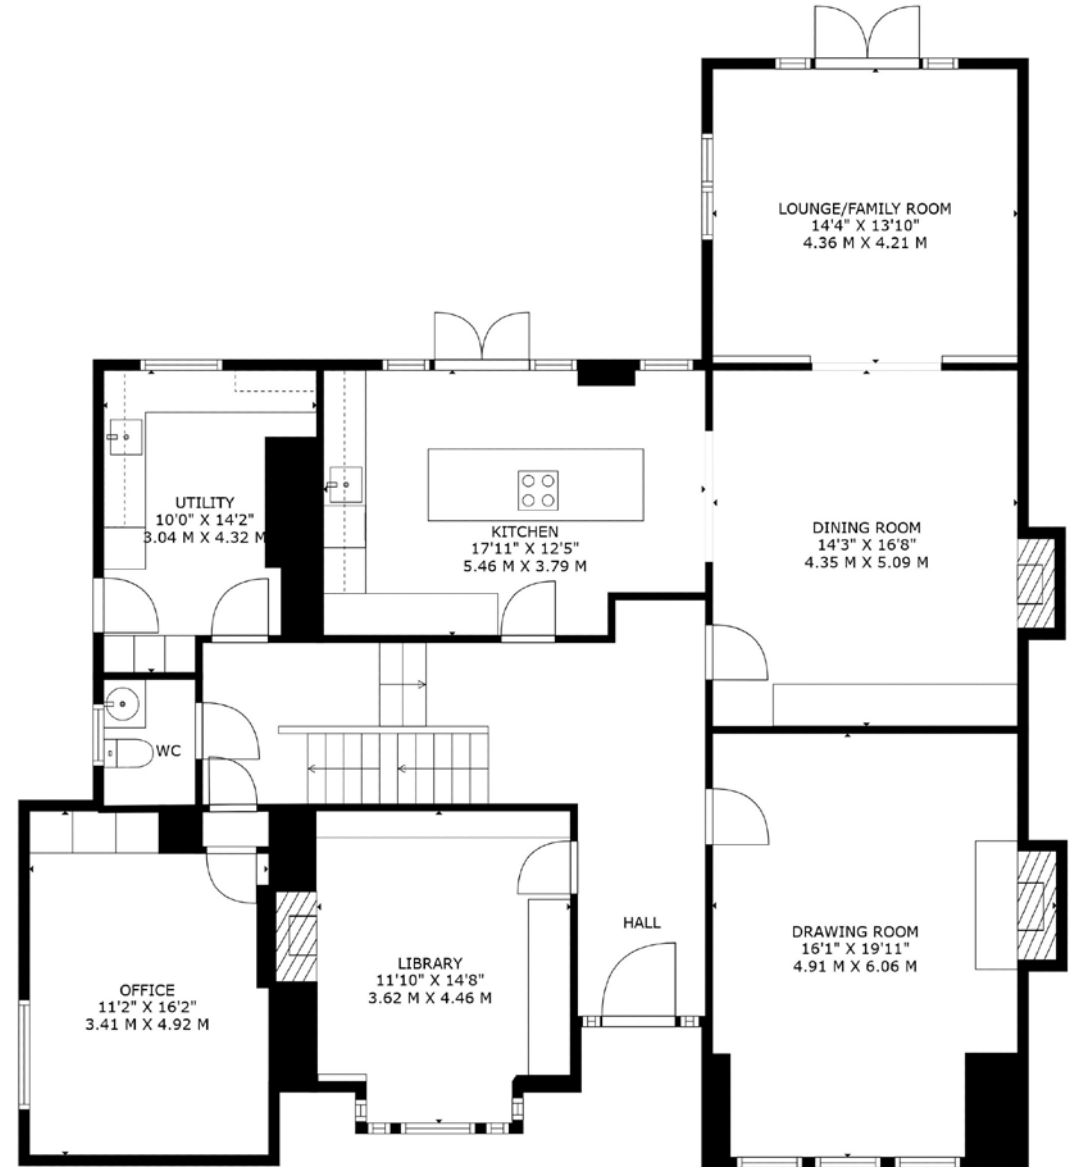 LOUNGE/FAMILY ROOM
14'4" X 13'10"
4.36 M X 4.21 M
UTILITY
10'0" X 14'2"
3.04 M X 4.32 M
KITCHEN
17'11" X 12'5"
5.46 M X 3.79 M
DINING ROOM
14'3" X 16'8"
4.35 M X 5.09 M
WC
HALL
DRAWING ROOM
16'1" X 19'11"
4.91 M X 6.06 M
LIBRARY
11'10" X 14'8"
3.62 M X 4.46 M
OFFICE
11'2" X 16'2"
3.41 M X 4.92 M